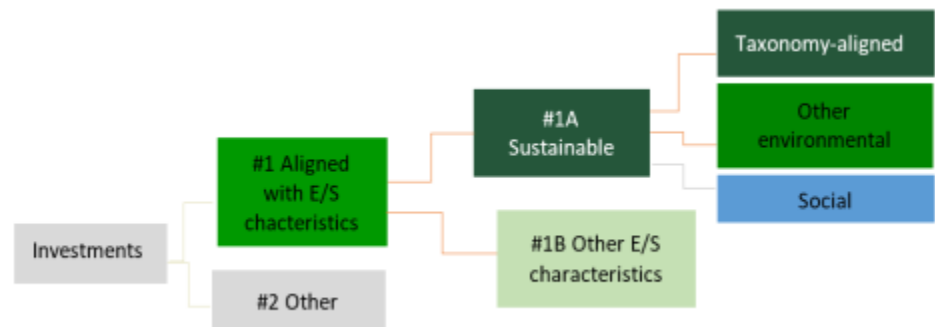 Investments
#1 Aligned
with E/S
chacteristics
#2 Other
#1A
Sustainable
#1B Other E/S
characteristics
Taxonomy-aligned
Other
environmental
Social